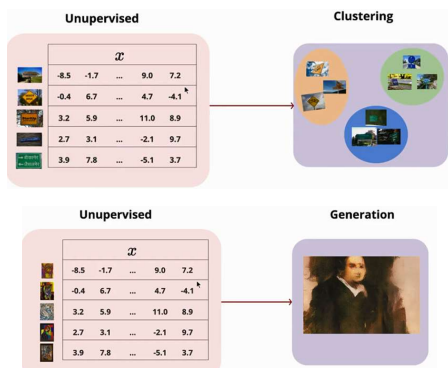 Unsupervised
Clustering
x
-8.5 -1.7 ... 9.0 7.2
-0.4 6.7 ... 4.7 -4.1
3.2 5.9 ... 11.0 8.9
2.7 3.1 ... -2.1 9.7
3.9 7.8 ... -5.1 3.7
Unsupervised
Generation
x
-8.5 -1.7 ... 9.0 7.2
-0.4 6.7 ... 4.7 -4.1
3.2 5.9 ... 11.0 8.9
2.7 3.1 ... -2.1 9.7
3.9 7.8 ... -5.1 3.7